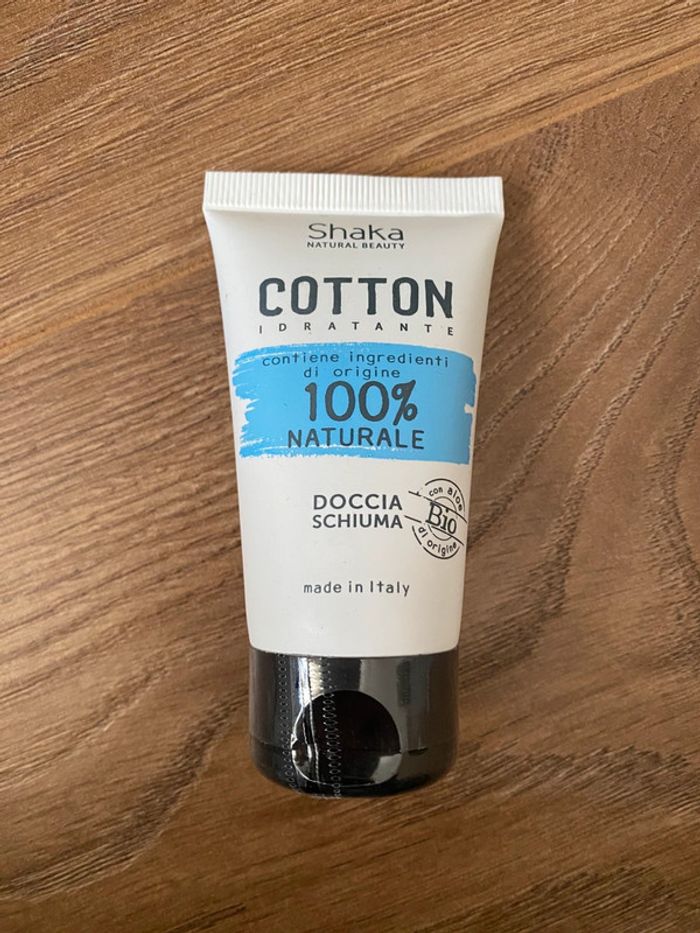 Shaka
NATURAL BEAUTY
COTTON
IDRATANTE
contiene ingredienti
di origine
100%
NATURALE
DOCCIA
SCHIUMA
con aloe
Bio
di origine
made in Italy